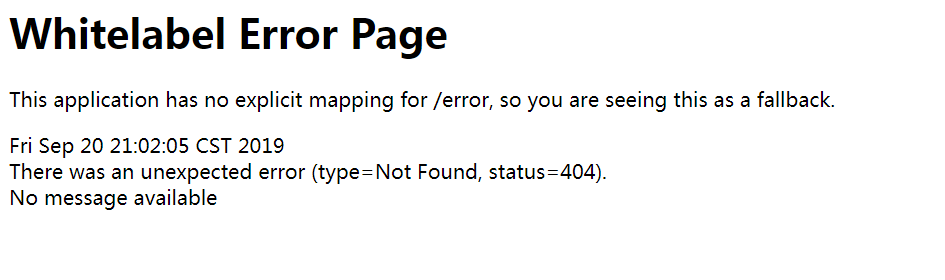 Whitelabel Error Page
This application has no explicit mapping for /error, so you are seeing this as a fallback.
Fri Sep 20 21:02:05 CST 2019
There was an unexpected error (type=Not Found, status=404).
No message available